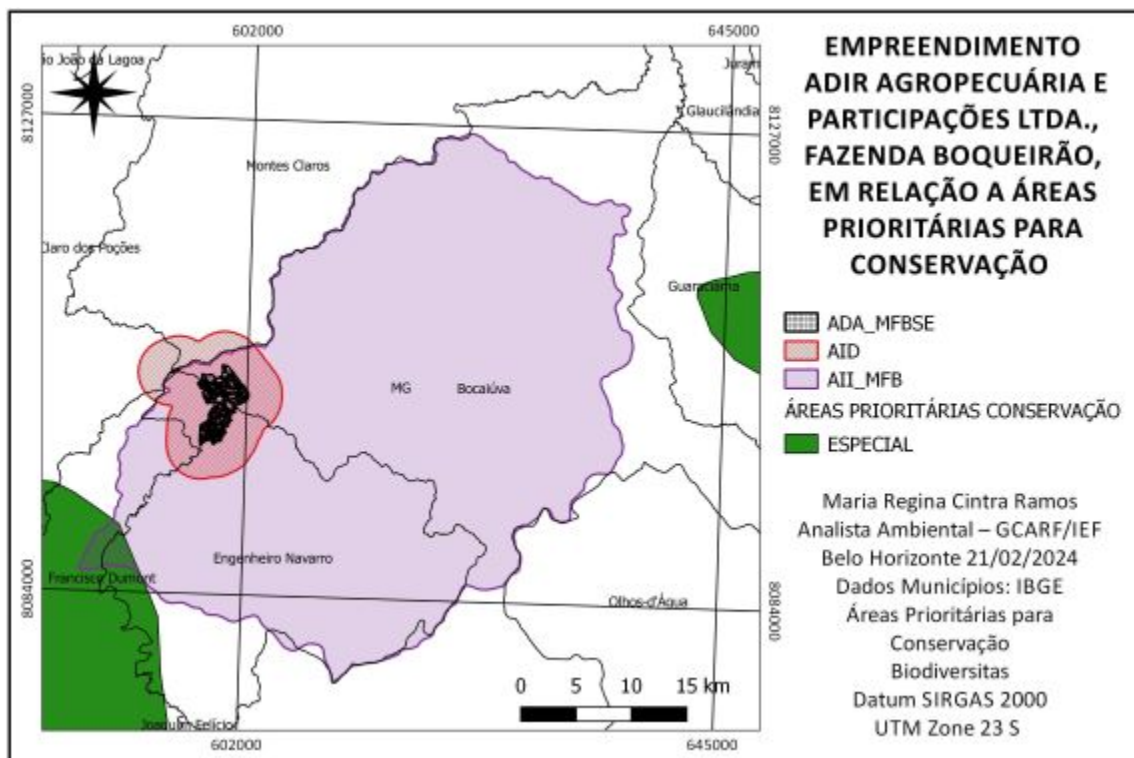 602000
645000
ão João da Lagoa
Juram
8127000
Glaucilândia
8127000
Montes Claros
Claro dos Poções
Guaraciama
MG
Bocaiúva
Engenheiro Navarro
Francisco Dumont
8084000
Olhos-d'Água
8084000
0 5 10 15 km
Joaquim Felício
602000
645000
EMPREENDIMENTO
ADIR AGROPECUÁRIA E
PARTICIPAÇÕES LTDA.,
FAZENDA BOQUEIRÃO,
EM RELAÇÃO A ÁREAS
PRIORITÁRIAS PARA
CONSERVAÇÃO
ADA_MFBSE
AID
AII_MFB
ÁREAS PRIORITÁRIAS CONSERVAÇÃO
ESPECIAL
Maria Regina Cintra Ramos
Analista Ambiental – GCARF/IEF
Belo Horizonte 21/02/2024
Dados Municípios: IBGE
Áreas Prioritárias para
Conservação
Biodiversitas
Datum SIRGAS 2000
UTM Zone 23 S